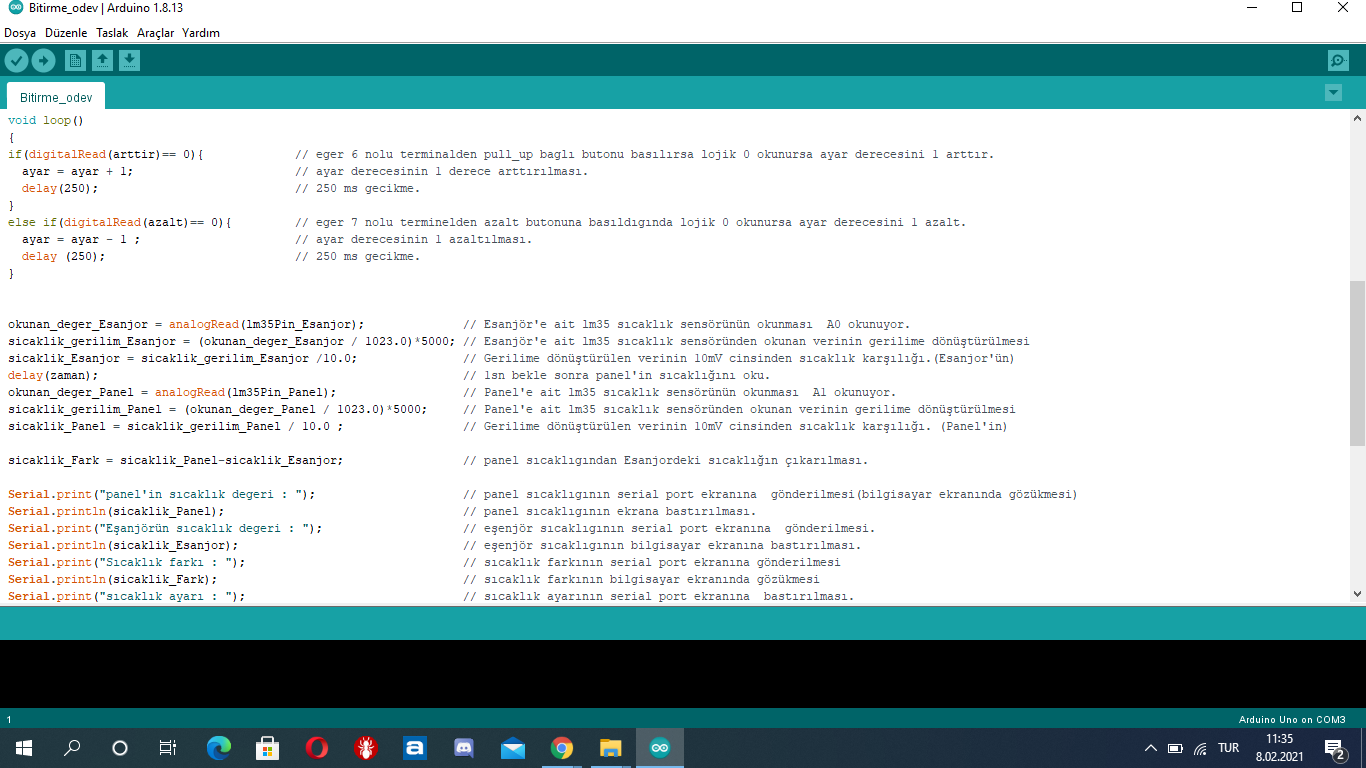 Bitirme_odev | Arduino 1.8.13
Dosya Düzenle Taslak Araçlar Yardım
Bitirme_odev
void loop()
{
if(digitalRead(arttir)== 0){ // eger 6 nolu terminalden pull_up baglı butonu basılırsa lojik 0 okunursa ayar derecesini 1 arttır.
ayar = ayar + 1; // ayar derecesinin 1 derece arttırılması.
delay(250); // 250 ms gecikme.
}
else if(digitalRead(azalt)== 0){ // eger 7 nolu terminelden azalt butonuna basıldıgında lojik 0 okunursa ayar derecesini 1 azalt.
ayar = ayar - 1 ; // ayar derecesinin 1 azaltılması.
delay (250); // 250 ms gecikme.
}
okunan_deger_Esanjor = analogRead(lm35Pin_Esanjor); // Esanjör'e ait lm35 sıcaklık sensörünün okunması A0 okunuyor.
sicaklik_gerilim_Esanjor = (okunan_deger_Esanjor / 1023.0)*5000; // Esanjör'e ait lm35 sıcaklık sensöründen okunan verinin gerilime dönüştürülmesi
sicaklik_Esanjor = sicaklik_gerilim_Esanjor /10.0; // Gerilime dönüştürülen verinin 10mV cinsinden sıcaklık karşılığı.(Esanjor'ün)
delay(zaman); // 1sn bekle sonra panel'in sıcaklığını oku.
okunan_deger_Panel = analogRead(lm35Pin_Panel); // Panel'e ait lm35 sıcaklık sensörünün okunması A1 okunuyor.
sicaklik_gerilim_Panel = (okunan_deger_Panel / 1023.0)*5000; // Panel'e ait lm35 sıcaklık sensöründen okunan verinin gerilime dönüştürülmesi
sicaklik_Panel = sicaklik_gerilim_Panel / 10.0 ; // Gerilime dönüştürülen verinin 10mV cinsinden sıcaklık karşılığı. (Panel'in)
sicaklik_Fark = sicaklik_Panel-sicaklik_Esanjor; // panel sıcaklıgından Esanjordeki sıcaklığın çıkarılması.
Serial.print("panel'in sıcaklık degeri : "); // panel sıcaklıgının serial port ekranına gönderilmesi(bilgisayar ekranında gözükmesi)
Serial.println(sicaklik_Panel); // panel sıcaklıgının ekrana bastırılması.
Serial.print("Eşanjörün sıcaklık degeri : "); // eşenjör sıcaklıgının serial port ekranına gönderilmesi.
Serial.println(sicaklik_Esanjor); // eşenjör sıcaklıgının bilgisayar ekranına bastırılması.
Serial.print("Sıcaklık farkı : "); // sıcaklık farkının serial port ekranına gönderilmesi
Serial.println(sicaklik_Fark); // sıcaklık farkının bilgisayar ekranında gözükmesi
Serial.print("sıcaklık ayarı : "); // sıcaklık ayarının serial port ekranına bastırılması.
1 Arduino Uno on COM3
a TUR 11:35
8.02.2021 2